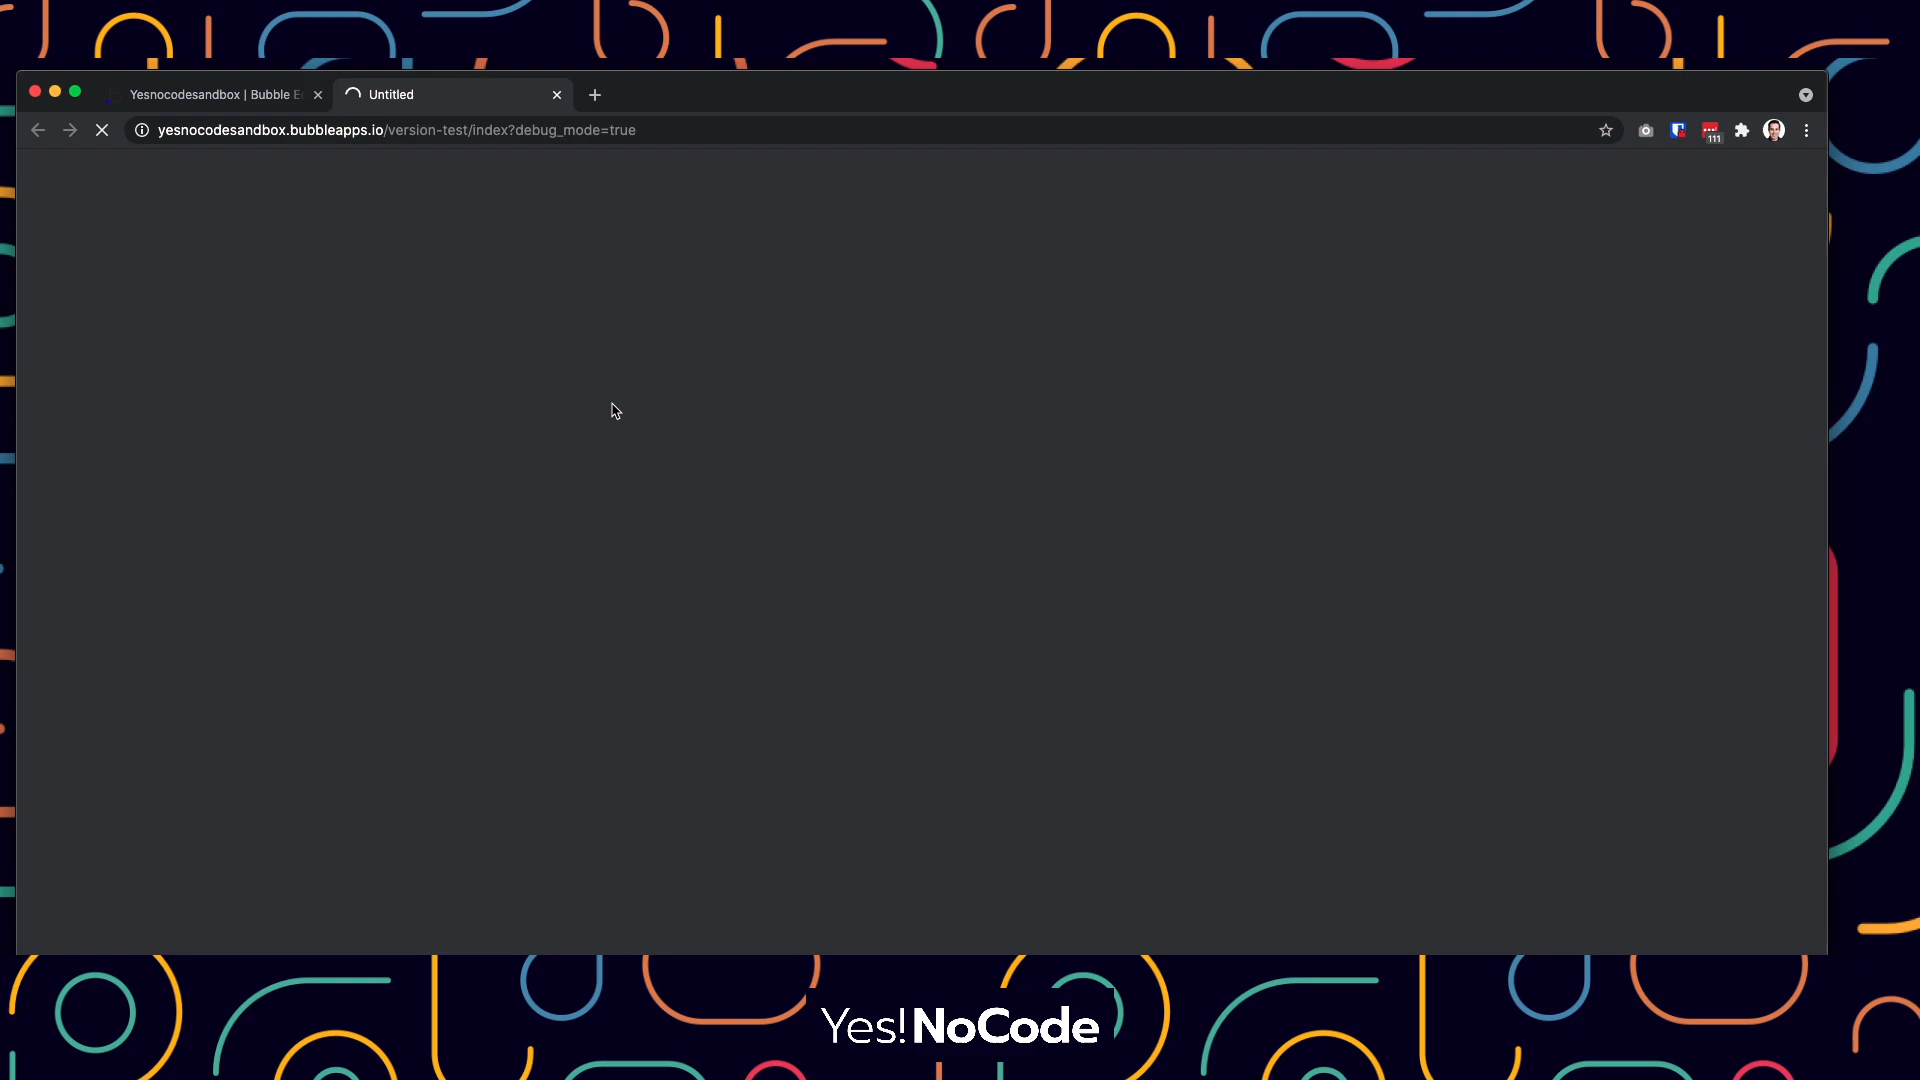 Yesnocodesandbox | Bubble E
Untitled
yesnocodesandbox.bubbleapps.io/version-test/index?debug_mode=true
111
Yes!NoCode